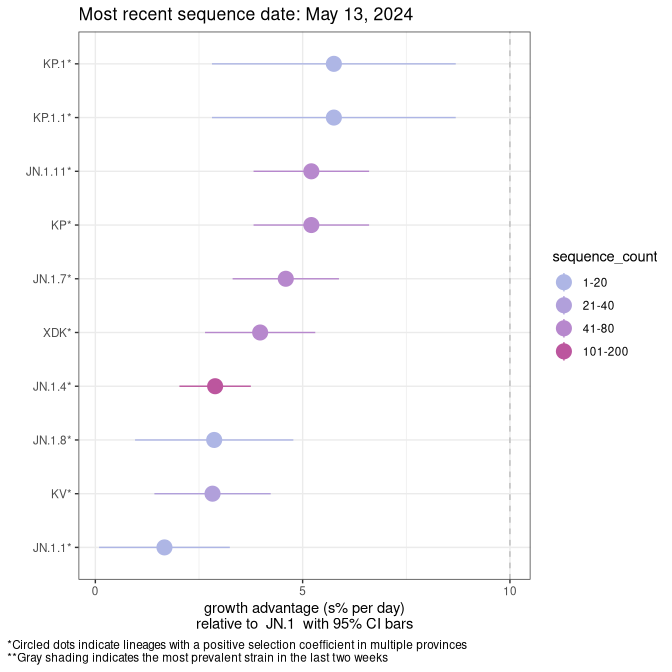 Most recent sequence date: May 13, 2024
KP.1*
KP.1.1*
JN.1.11*
KP*
JN.1.7*
XDK*
JN.1.4*
JN.1.8*
KV*
JN.1.1*
0
5
10
growth advantage (s% per day)
relative to JN.1 with 95% CI bars
sequence_count
1-20
21-40
41-80
101-200
*Circled dots indicate lineages with a positive selection coefficient in multiple provinces
**Gray shading indicates the most prevalent strain in the last two weeks